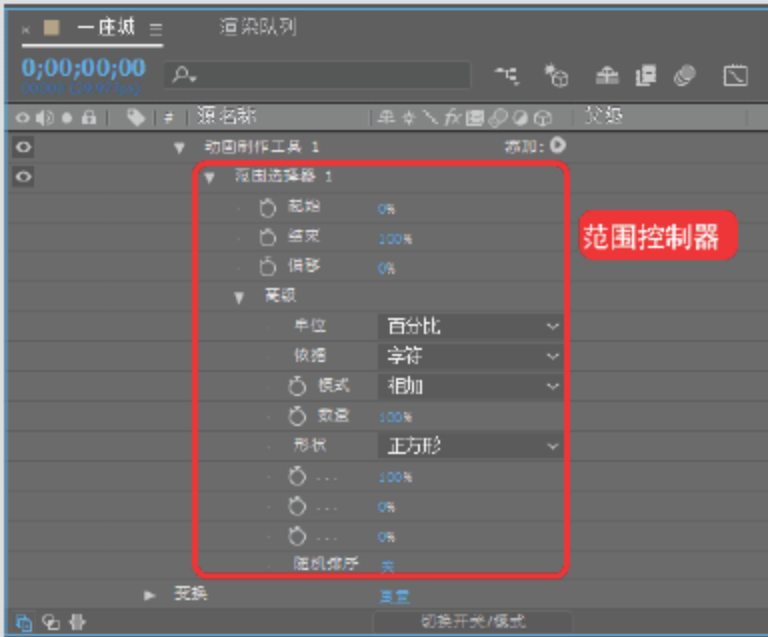 一座城 渲染队列
0;00;00;00
# 源名称 fx 父级
动画制作工具 1 添加:
范围选择器 1
起始 0%
范围控制器
结束 100%
偏移 0%
高级
单位 百分比
依据 字符
模式 相加
数量 100%
形状 正方形
... 100%
... 0%
... 0%
随机排序 关
变换 重置
切换开关/模式